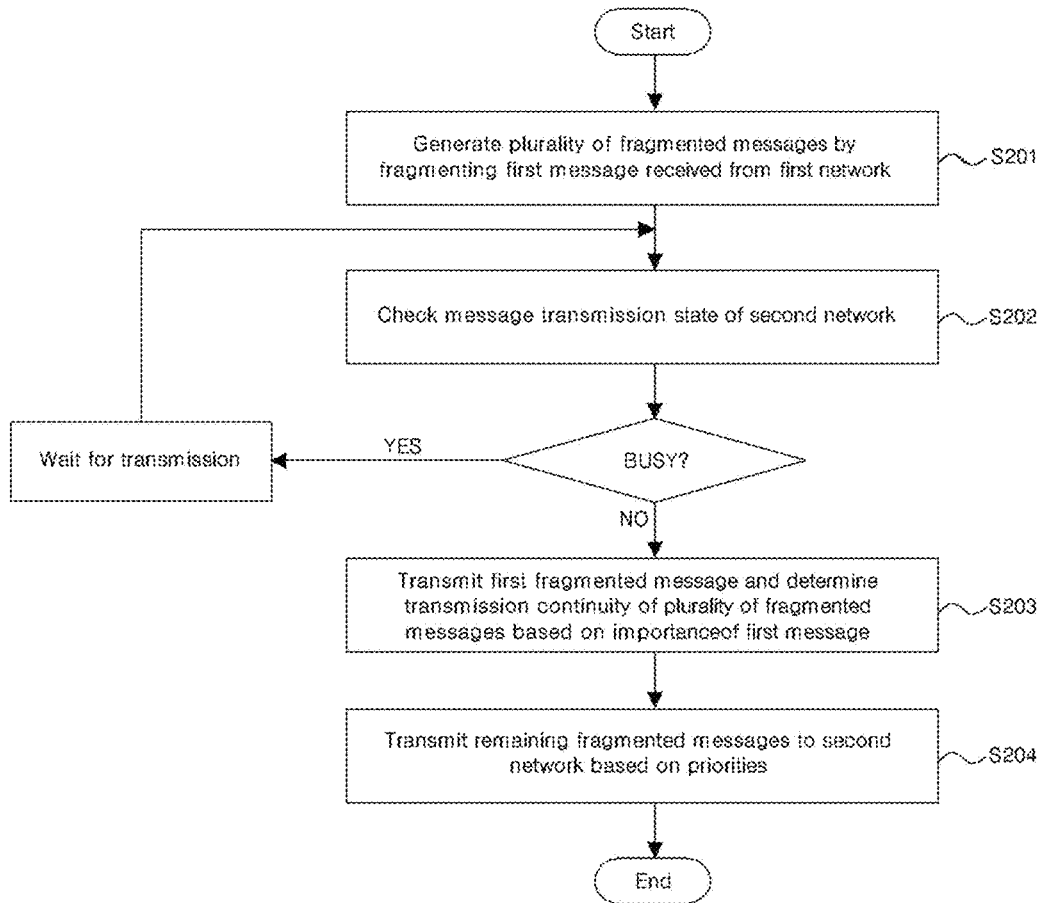 Start
Generate plurality of fragmented messages by
fragmenting first message received from first network
S201
Check message transmission state of second network
S202
Wait for transmission
YES
BUSY?
NO
Transmit first fragmented message and determine
transmission continuity of plurality of fragmented
messages based on importanceof first message
S203
Transmit remaining fragmented messages to second
network based on priorities
S204
End